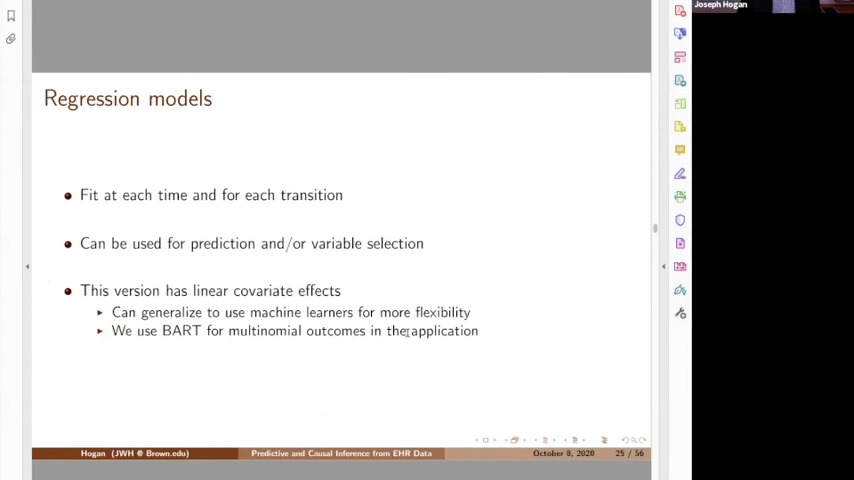 Joseph Hogan
Regression models
Fit at each time and for each transition
Can be used for prediction and/or variable selection
This version has linear covariate effects
Can generalize to use machine learners for more flexibility
We use BART for multinomial outcomes in the application
Hogan (JWH @ Brown.edu) Predictive and Causal Inference from EHR Data October 8, 2020 25 / 56